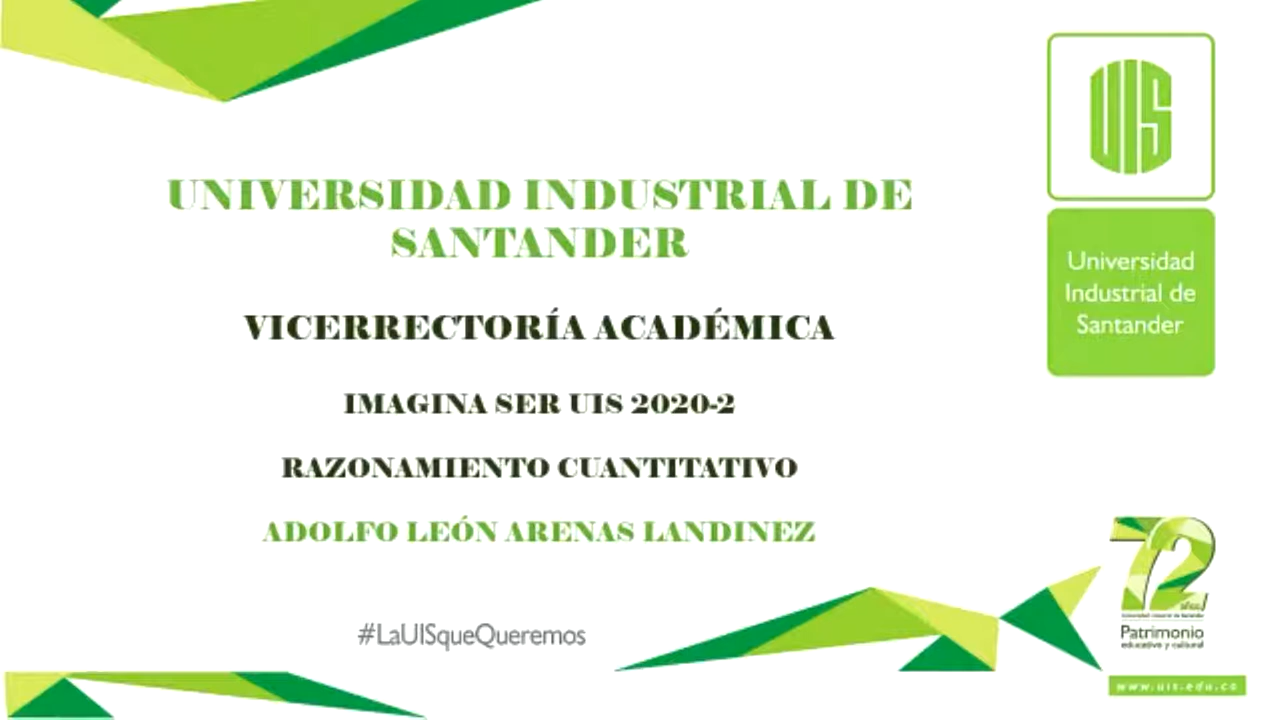 UIS
Universidad
Industrial de
Santander
UNIVERSIDAD INDUSTRIAL DE
SANTANDER
VICERRECTORÍA ACADÉMICA
IMAGINA SER UIS 2020-2
RAZONAMIENTO CUANTITATIVO
ADOLFO LEÓN ARENAS LANDINEZ
#LaUISqueQueremos
72
años
Patrimonio
educativo y cultural
www.uis.edu.co